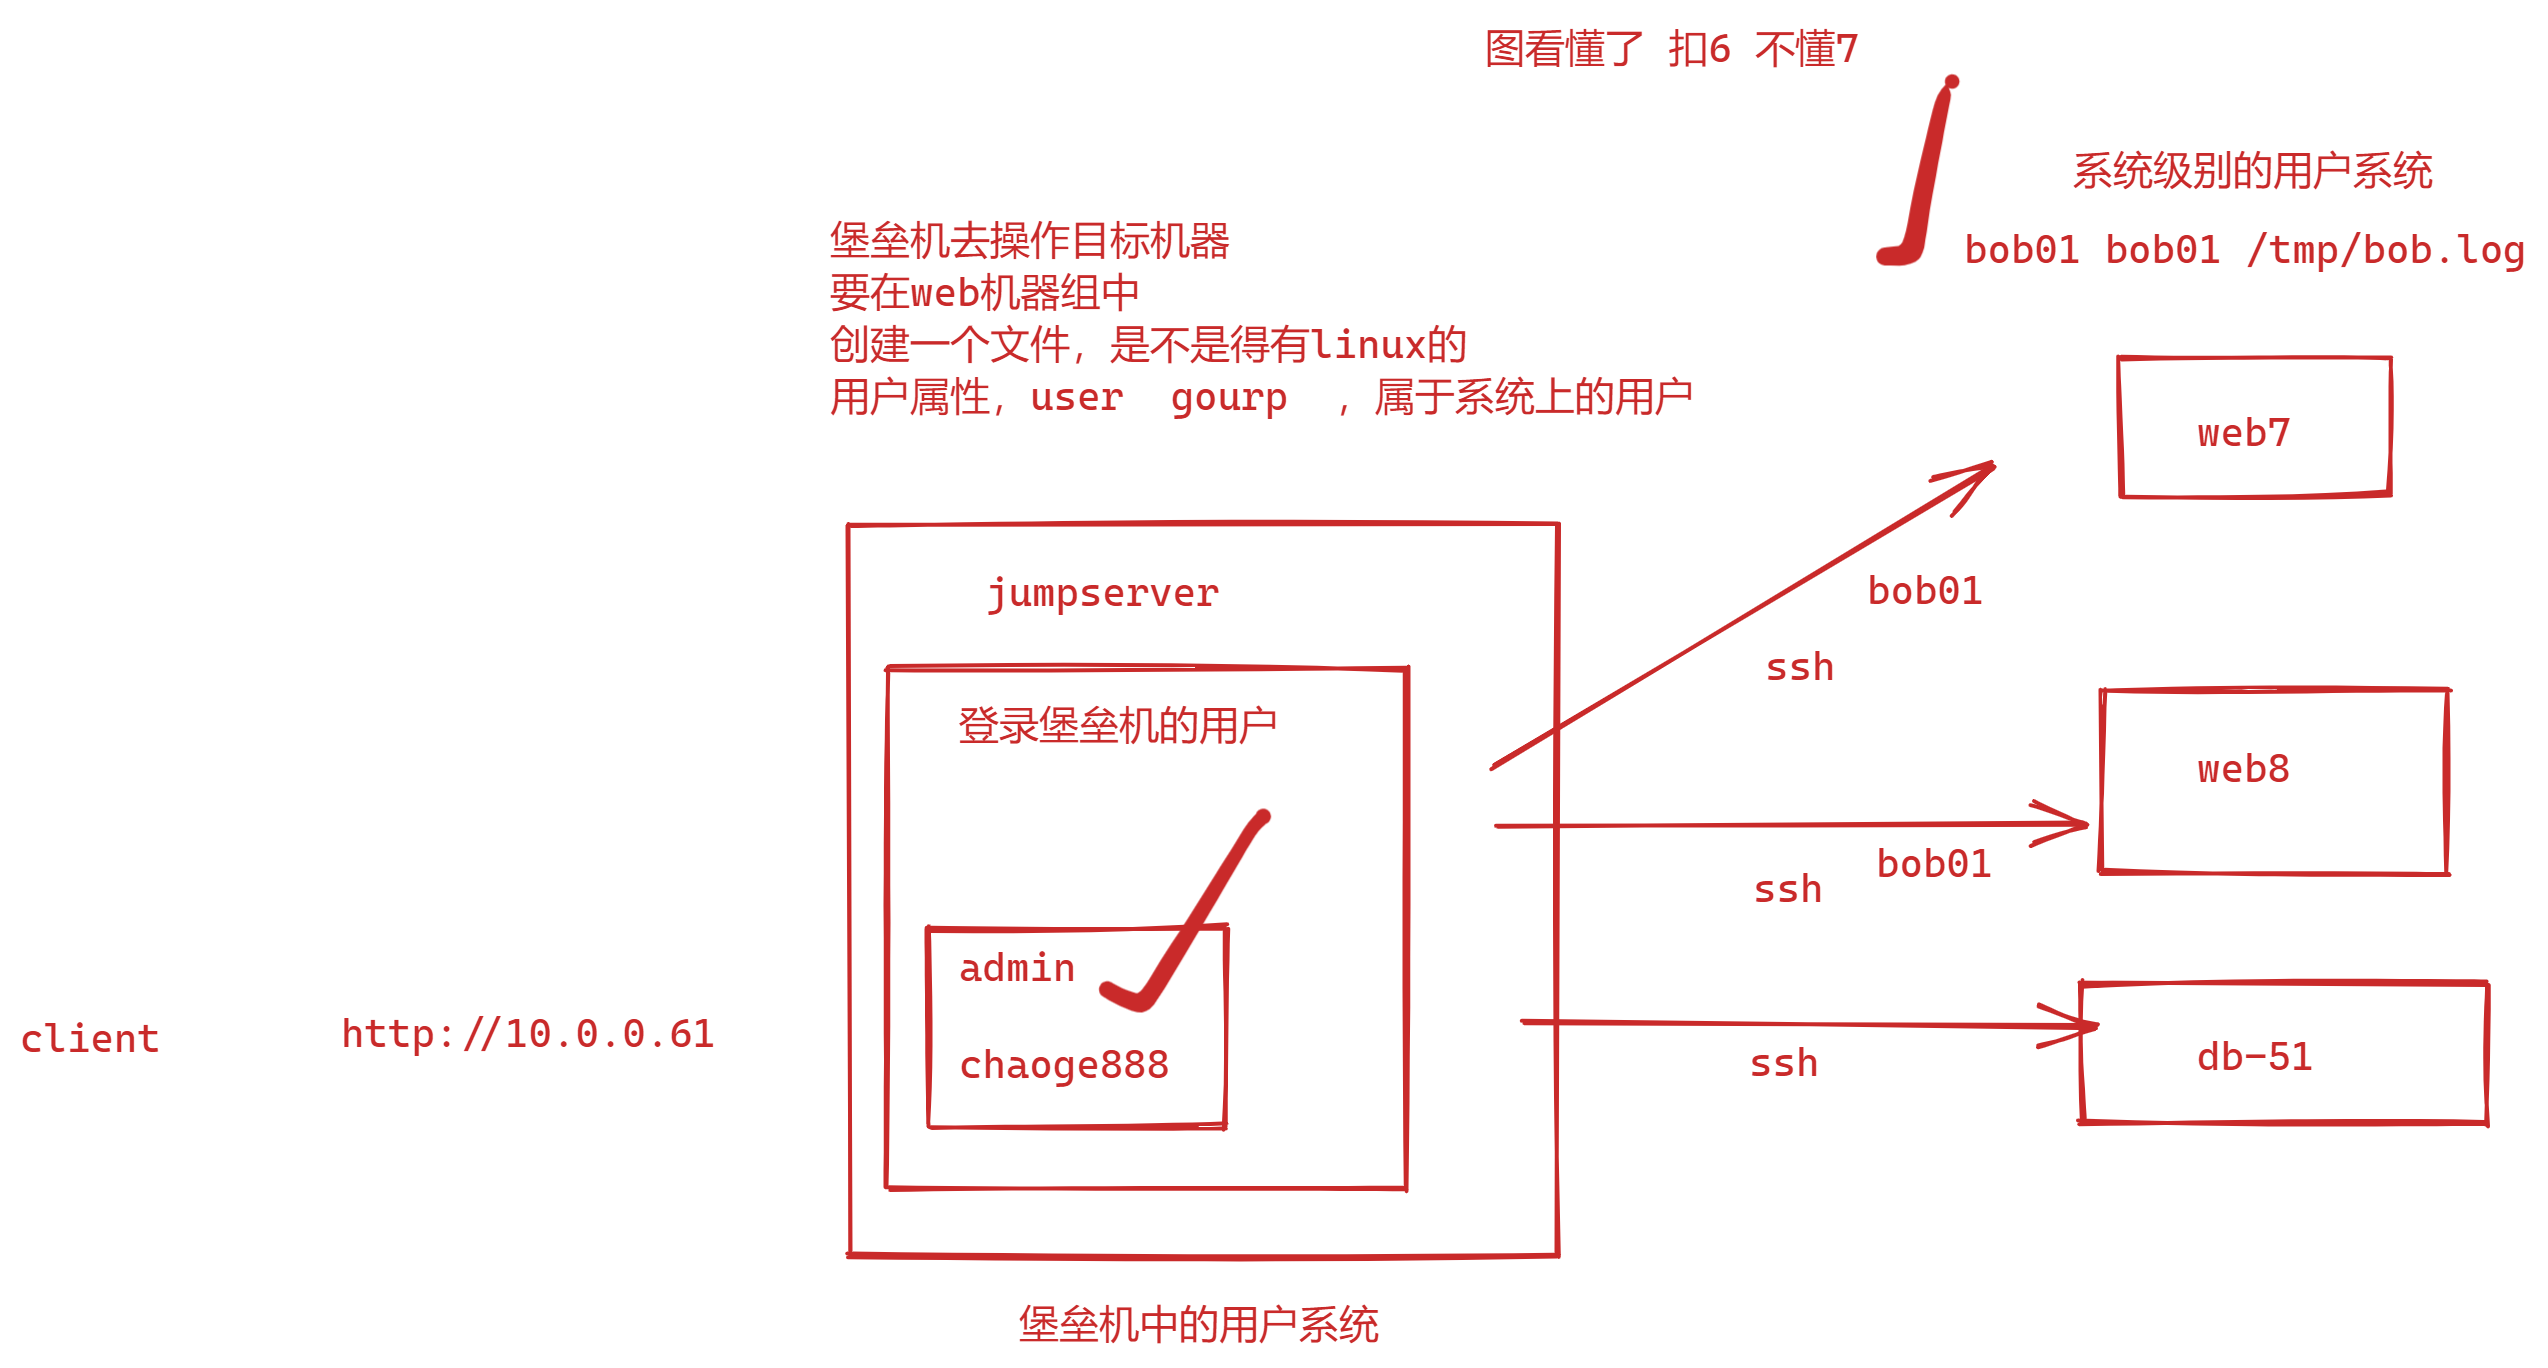 图看懂了 扣6 不懂7
系统级别的用户系统
bob01 bob01 /tmp/bob.log
堡垒机去操作目标机器
要在web机器组中
创建一个文件，是不是得有linux的
用户属性，user gourp ，属于系统上的用户
web7
jumpserver
bob01
ssh
登录堡垒机的用户
web8
bob01
ssh
admin
chaoge888
client
http://10.0.0.61
ssh
db-51
堡垒机中的用户系统